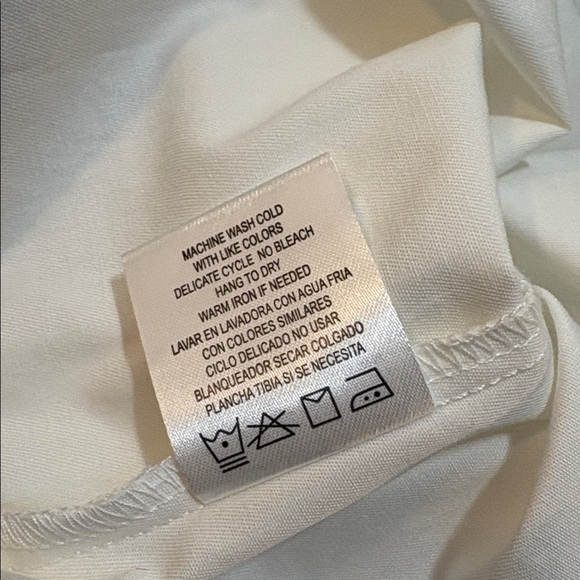 MACHINE WASH COLD
WITH LIKE COLORS
DELICATE CYCLE NO BLEACH
HANG TO DRY
WARM IRON IF NEEDED
LAVAR EN LAVADORA CON AGUA FRIA
CON COLORES SIMILARES
CICLO DELICADO NO USAR
BLANQUEADOR SECAR COLGADO
PLANCHA TIBIA SI SE NECESITA